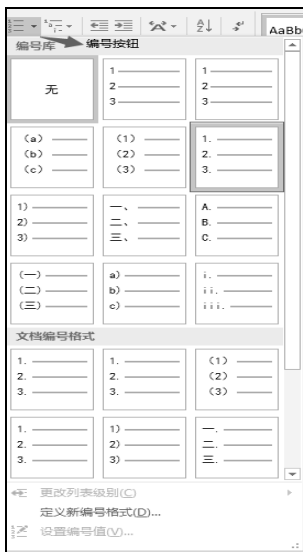 AaBb
编号库 编号按钮
无
1
2
3
1
2
3
(a)
(b)
(c)
(1)
(2)
(3)
1.
2.
3.
1)
2)
3)
一、
二、
三、
A.
B.
C.
(一)
(二)
(三)
a)
b)
c)
i.
ii.
iii.
文档编号格式
1.
2.
3.
1.
2.
3.
(1)
(2)
(3)
1.
2.
3.
1)
2)
3)
一.
二.
三.
更改列表级别(C)
定义新编号格式(D)...
设置编号值(V)...